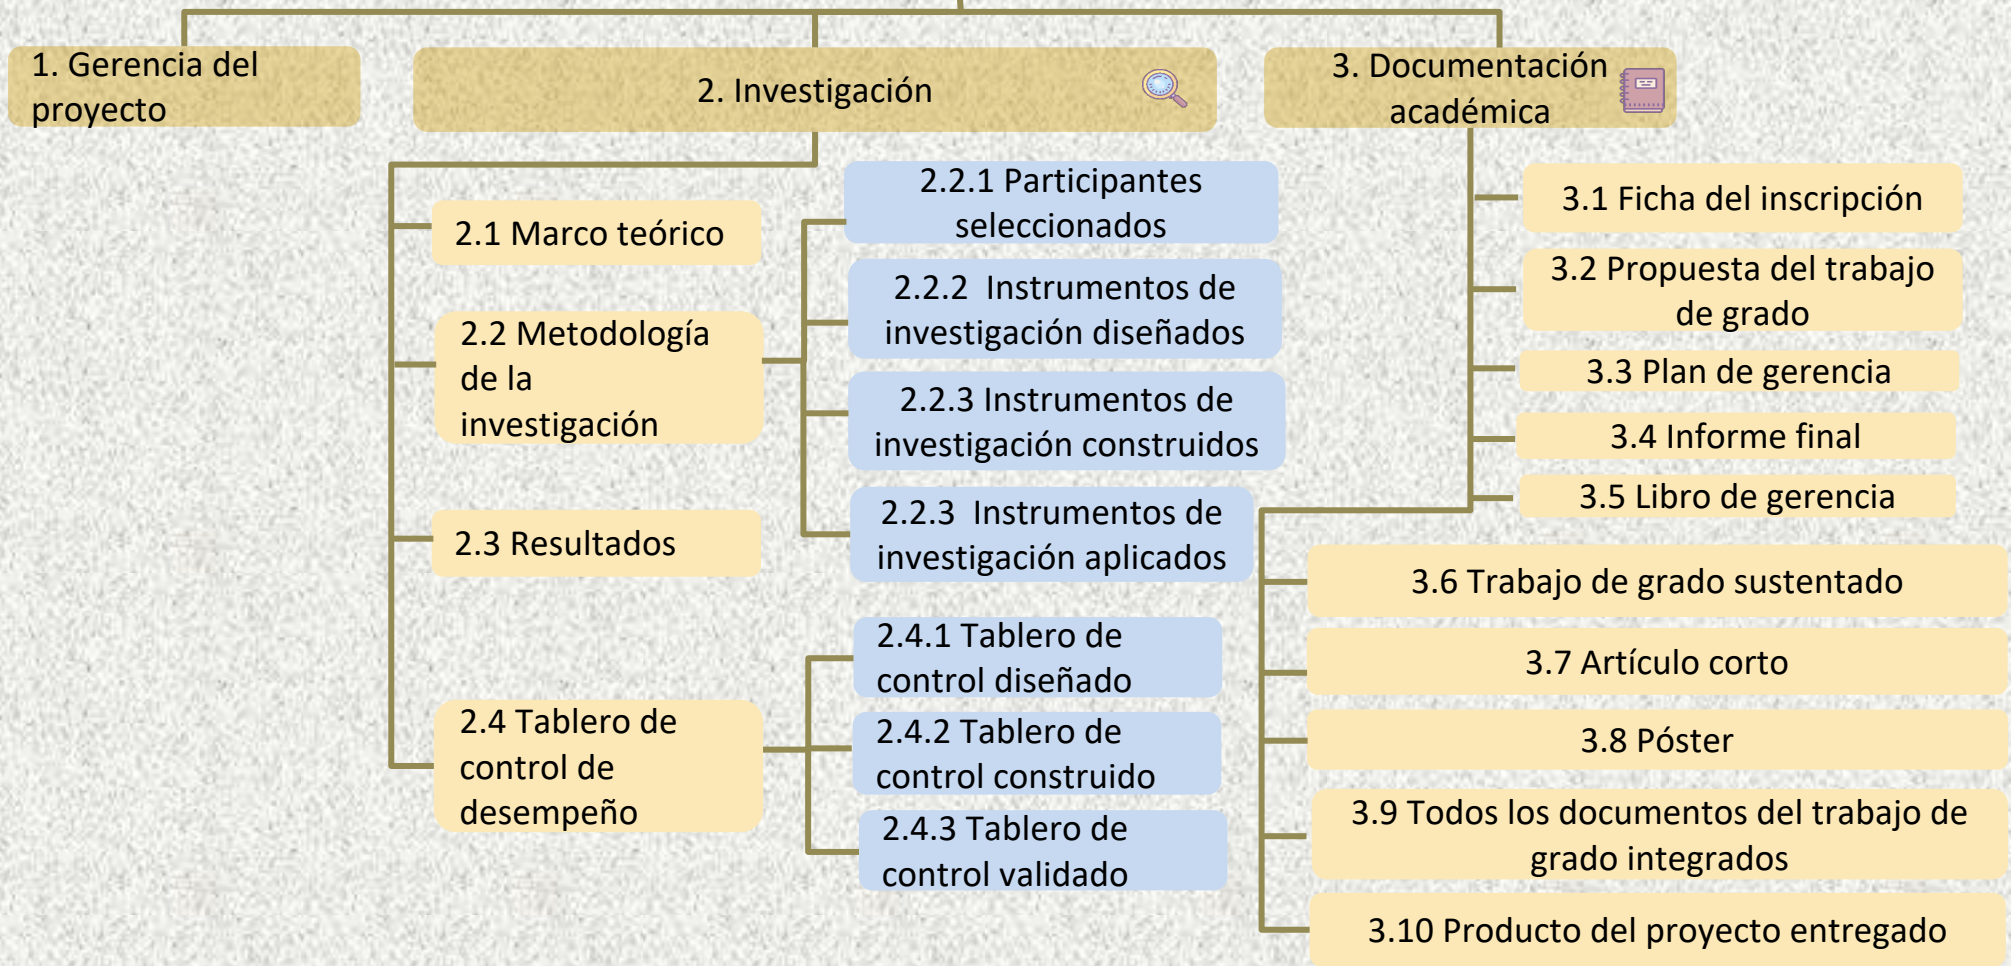 1. Gerencia del
proyecto
2. Investigación
3. Documentación
académica
2.1 Marco teórico
2.2 Metodología
de la
investigación
2.3 Resultados
2.4 Tablero de
control de
desempeño
2.2.1 Participantes
seleccionados
2.2.2  Instrumentos de
investigación diseñados
2.2.3 Instrumentos de
investigación construidos
2.2.3  Instrumentos de
investigación aplicados
2.4.1 Tablero de
control diseñado
2.4.2 Tablero de
control construido
2.4.3 Tablero de
control validado
3.1 Ficha del inscripción
3.2 Propuesta del trabajo
de grado
3.3 Plan de gerencia
3.4 Informe final
3.5 Libro de gerencia
3.6 Trabajo de grado sustentado
3.7 Artículo corto
3.8 Póster
3.9 Todos los documentos del trabajo de
grado integrados
3.10 Producto del proyecto entregado